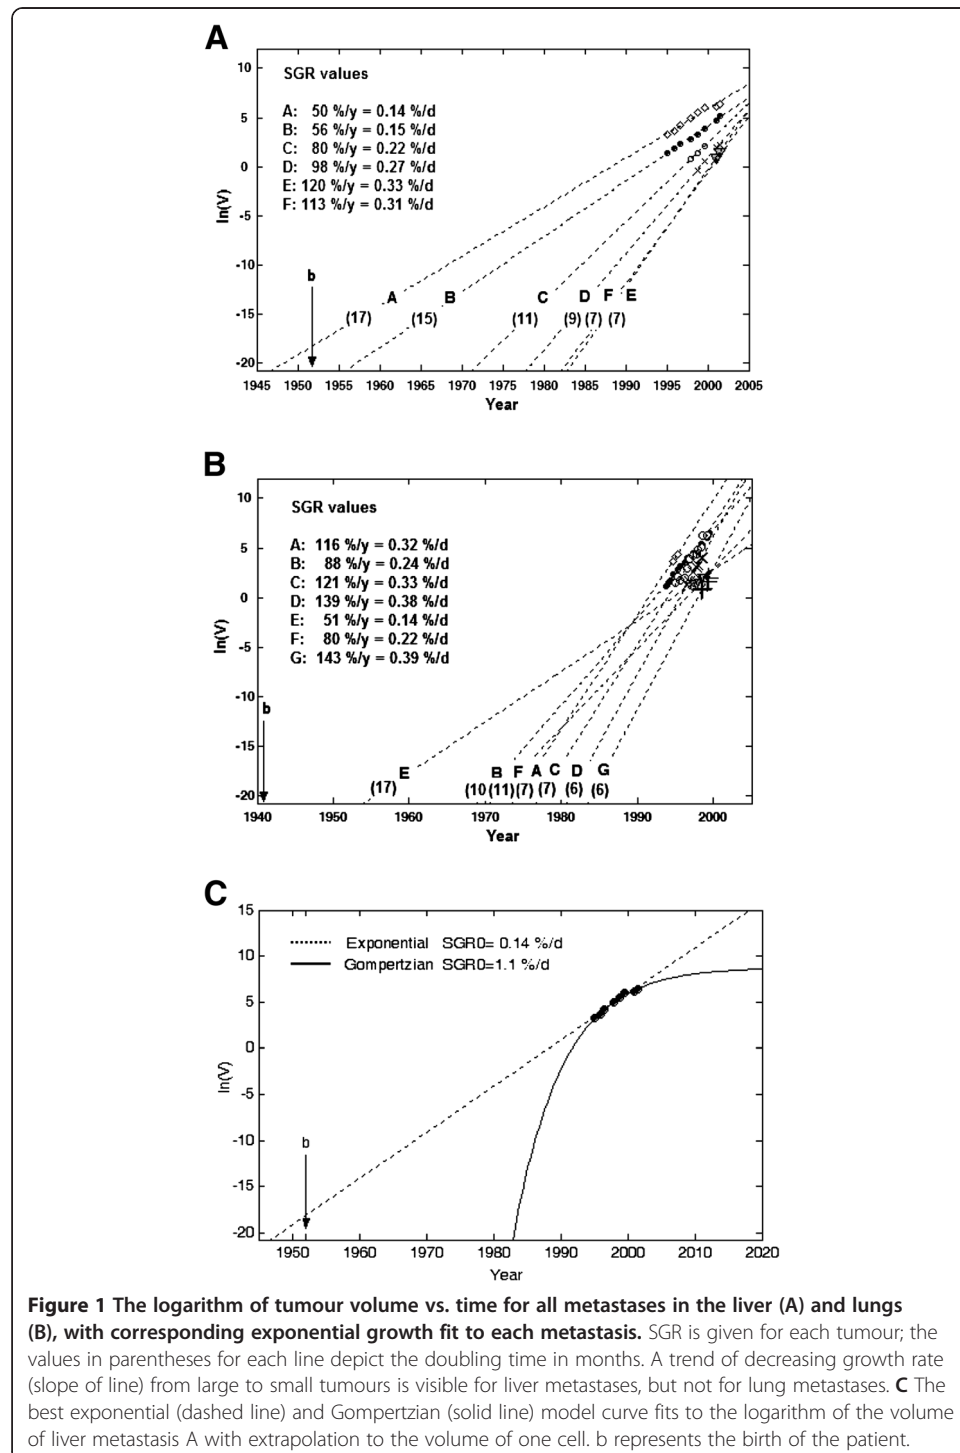 A
10
5
0
-5
-10
-15
-20
ln(V)
SGR values
A: 50 %/y = 0.14 %/d
B: 56 %/y = 0.15 %/d
C: 80 %/y = 0.22 %/d
D: 98 %/y = 0.27 %/d
E: 120 %/y = 0.33 %/d
F: 113 %/y = 0.31 %/d
b
A B C D F E
(17) (15) (11) (9) (7) (7)
1945 1950 1955 1960 1965 1970 1975 1980 1985 1990 1995 2000 2005
Year
B
10
5
0
-5
-10
-15
-20
ln(V)
SGR values
A: 116 %/y = 0.32 %/d
B: 88 %/y = 0.24 %/d
C: 121 %/y = 0.33 %/d
D: 139 %/y = 0.38 %/d
E: 51 %/y = 0.14 %/d
F: 80 %/y = 0.22 %/d
G: 143 %/y = 0.39 %/d
b
E B F A C D G
(17) (10 (11) (7) (7) (6) (6)
1940 1950 1960 1970 1980 1990 2000
Year
C
15
10
5
0
-5
-10
-15
-20
ln(V)
Exponential SGR0= 0.14 %/d
Gompertzian SGR0=1.1 %/d
b
1950 1960 1970 1980 1990 2000 2010 2020
Year
Figure 1 The logarithm of tumour volume vs. time for all metastases in the liver (A) and lungs
(B), with corresponding exponential growth fit to each metastasis. SGR is given for each tumour; the
values in parentheses for each line depict the doubling time in months. A trend of decreasing growth rate
(slope of line) from large to small tumours is visible for liver metastases, but not for lung metastases. C The
best exponential (dashed line) and Gompertzian (solid line) model curve fits to the logarithm of the volume
of liver metastasis A with extrapolation to the volume of one cell. b represents the birth of the patient.